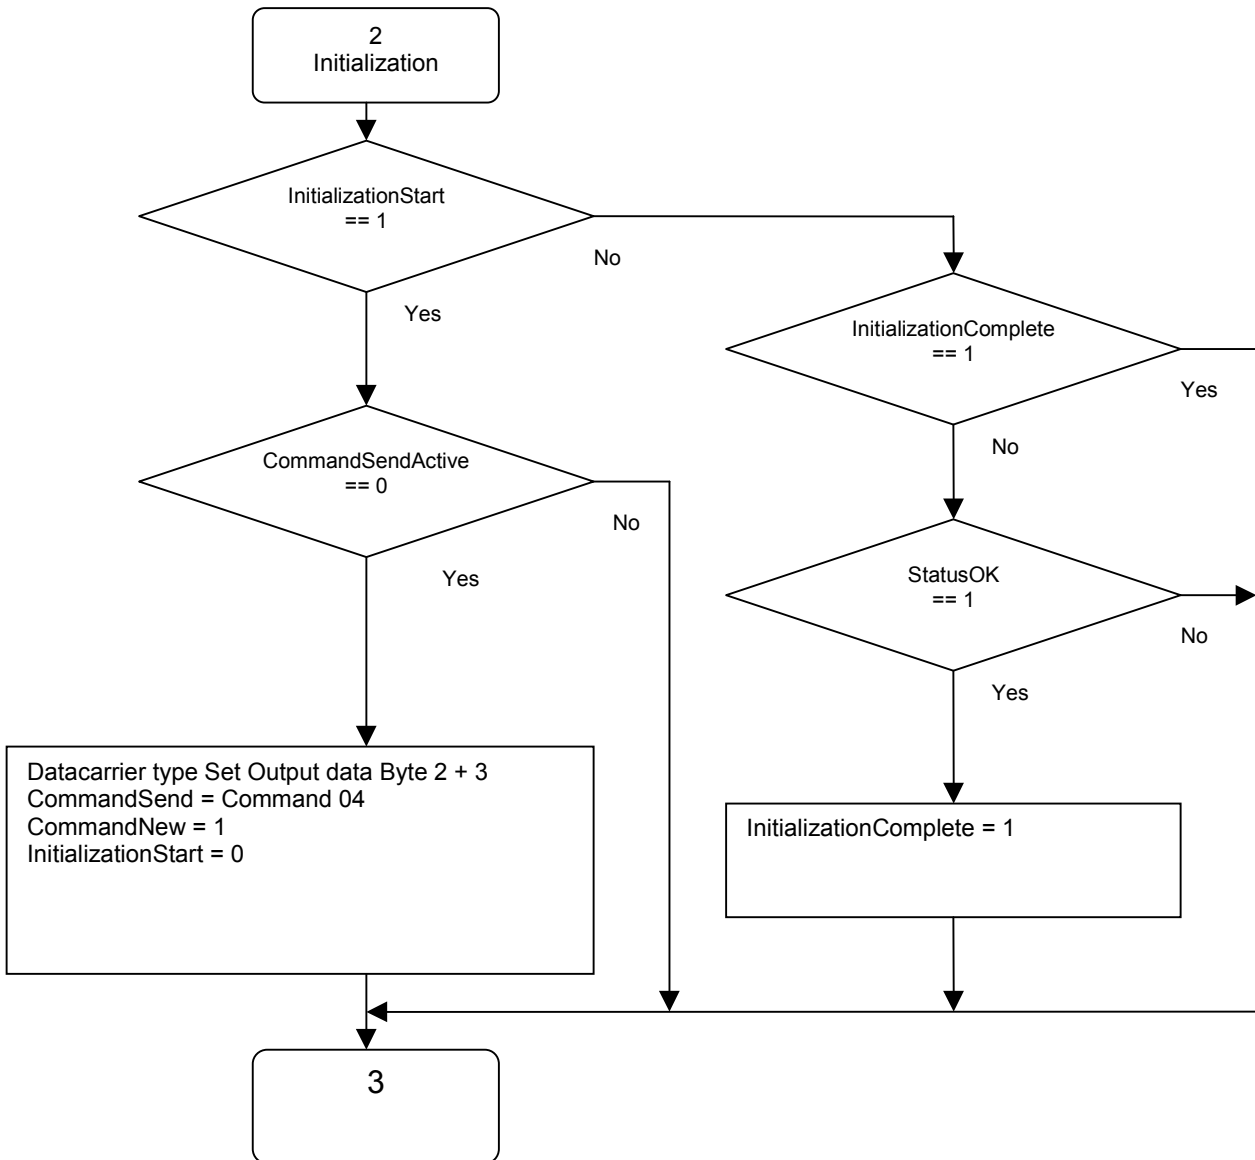 2
Initialization
InitializationStart
== 1
No
Yes
InitializationComplete
== 1
Yes
No
CommandSendActive
== 0
No
Yes
StatusOK
== 1
No
Yes
Datacarrier type Set Output data Byte 2 + 3
CommandSend = Command 04
CommandNew = 1
InitializationStart = 0
InitializationComplete = 1
3